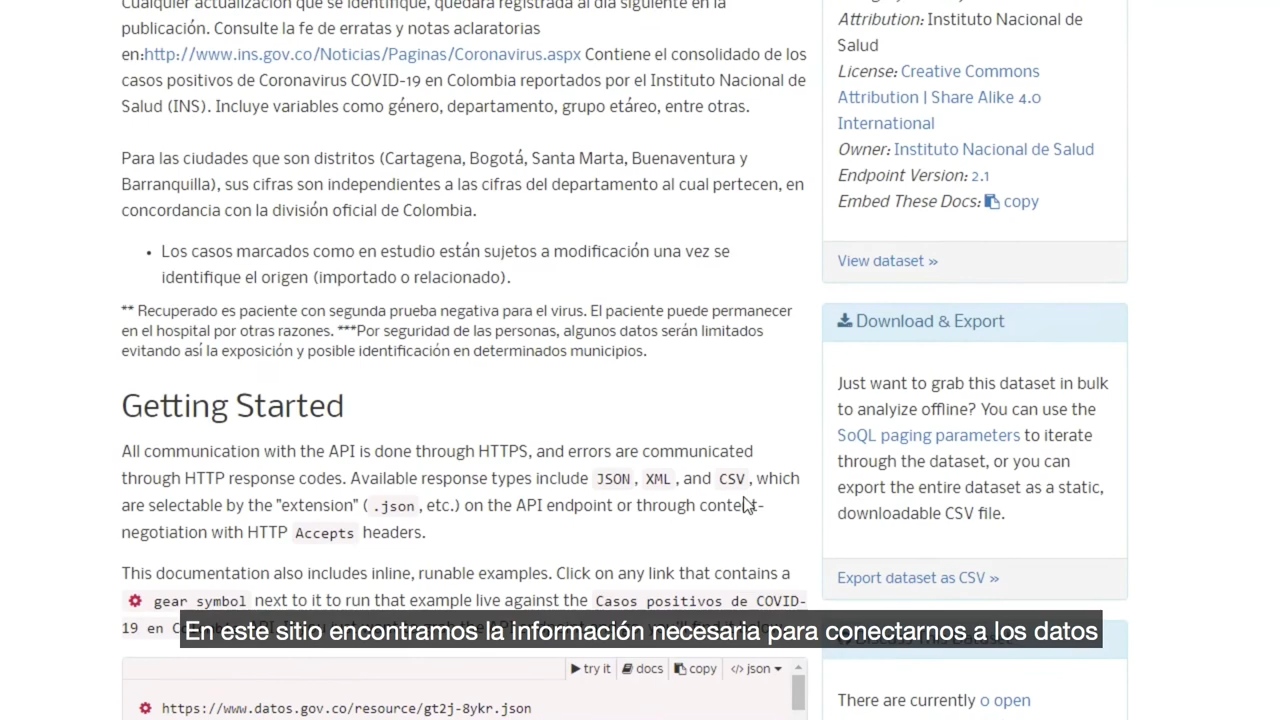 Cualquier actualización que se identifique, quedará registrada al día siguiente en la
publicación. Consulte la fe de erratas y notas aclaratorias
en:http://www.ins.gov.co/Noticias/Paginas/Coronavirus.aspx Contiene el consolidado de los
casos positivos de Coronavirus COVID-19 en Colombia reportados por el Instituto Nacional de
Salud (INS). Incluye variables como género, departamento, grupo etáreo, entre otras.
Para las ciudades que son distritos (Cartagena, Bogotá, Santa Marta, Buenaventura y
Barranquilla), sus cifras son independientes a las cifras del departamento al cual pertecen, en
concordancia con la división oficial de Colombia.
• Los casos marcados como en estudio están sujetos a modificación una vez se
identifique el origen (importado o relacionado).
** Recuperado es paciente con segunda prueba negativa para el virus. El paciente puede permanecer
en el hospital por otras razones. ***Por seguridad de las personas, algunos datos serán limitados
evitando así la exposición y posible identificación en determinados municipios.
Getting Started
All communication with the API is done through HTTPS, and errors are communicated
through HTTP response codes. Available response types include JSON, XML, and CSV, which
are selectable by the "extension" ( .json , etc.) on the API endpoint or through content-
negotiation with HTTP Accepts headers.
This documentation also includes inline, runable examples. Click on any link that contains a
gear symbol next to it to run that example live against the Casos positivos de COVID-
19 en
try it docs copy </> json
https://www.datos.gov.co/resource/gt2j-8ykr.json
Attribution: Instituto Nacional de
Salud
License: Creative Commons
Attribution | Share Alike 4.0
International
Owner: Instituto Nacional de Salud
Endpoint Version: 2.1
Embed These Docs: copy
View dataset »
Download & Export
Just want to grab this dataset in bulk
to analyize offline? You can use the
SoQL paging parameters to iterate
through the dataset, or you can
export the entire dataset as a static,
downloadable CSV file.
Export dataset as CSV »
There are currently 0 open
En este sitio encontramos la información necesaria para conectarnos a los datos